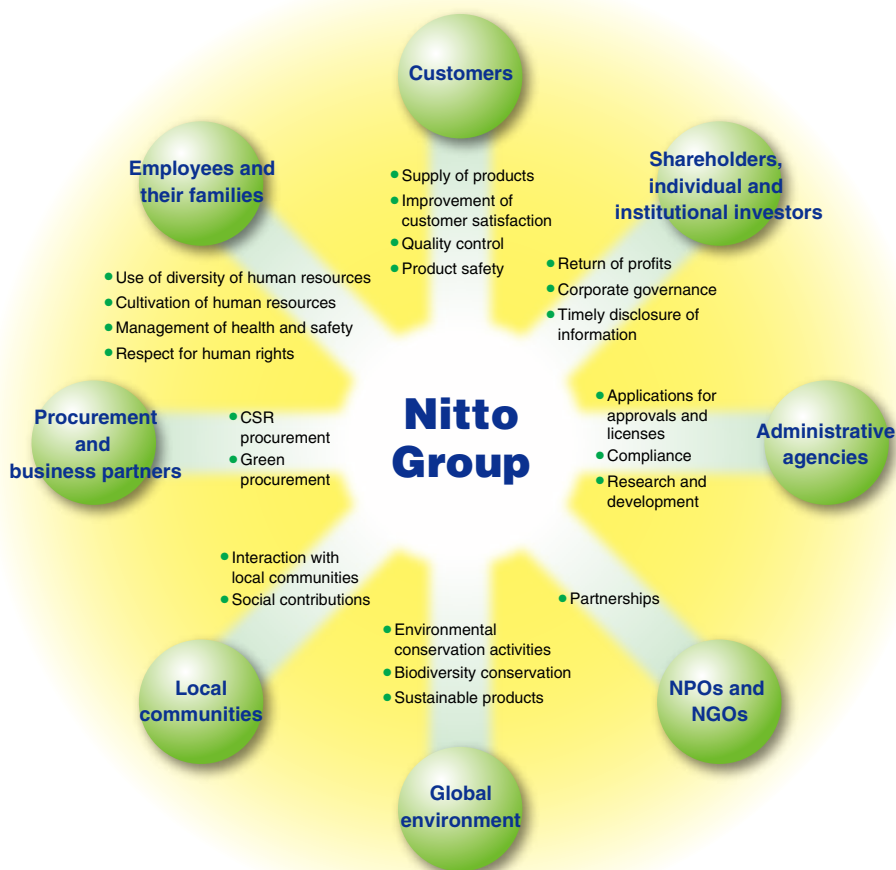 Customers
Employees and
their families
Shareholders,
individual and
institutional investors
• Supply of products
• Improvement of
customer satisfaction
• Quality control
• Product safety
• Use of diversity of human resources
• Cultivation of human resources
• Management of health and safety
• Respect for human rights
• Return of profits
• Corporate governance
• Timely disclosure of
information
Procurement
and
business partners
• CSR
procurement
• Green
procurement
Nitto
Group
• Applications for
approvals and
licenses
• Compliance
• Research and
development
Administrative
agencies
• Interaction with
local communities
• Social contributions
• Environmental
conservation activities
• Biodiversity conservation
• Sustainable products
• Partnerships
Local
communities
NPOs and
NGOs
Global
environment